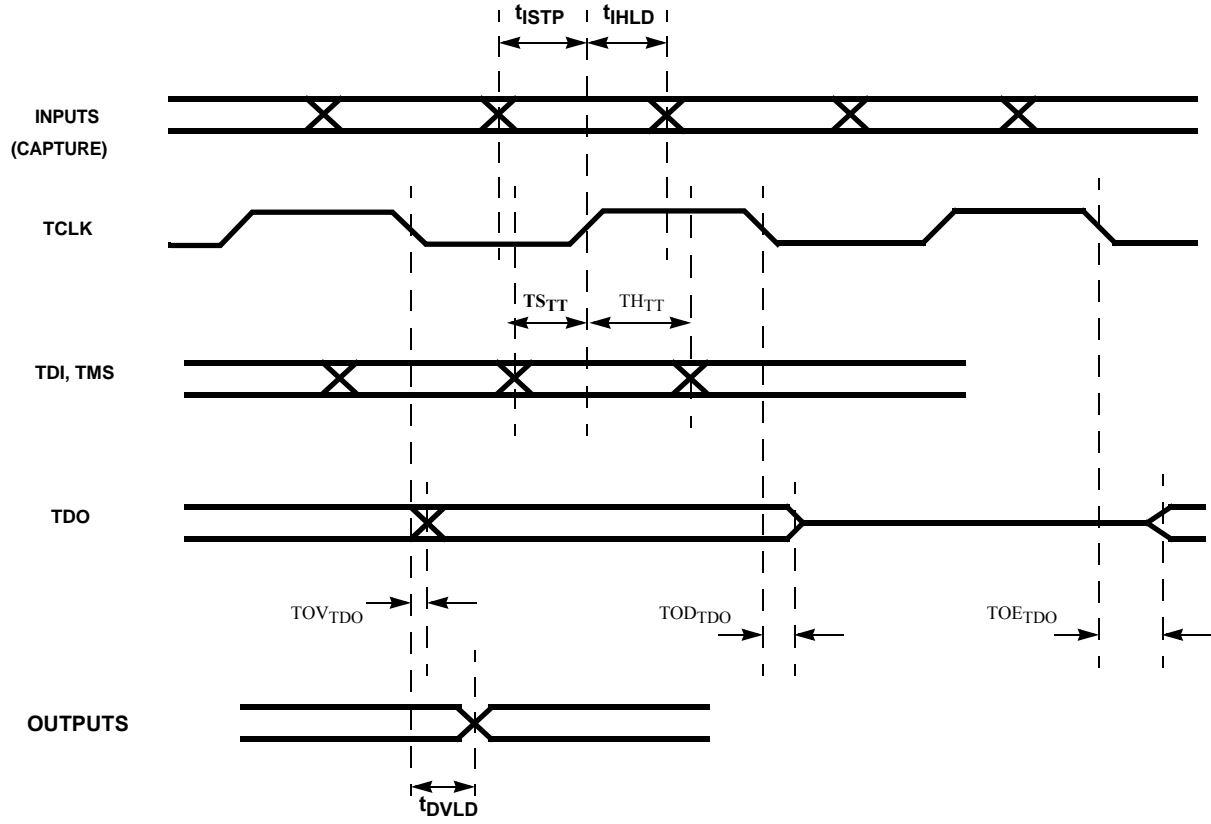 tISTP tIHLD
INPUTS
(CAPTURE)
TCLK
TSTT THTT
TDI, TMS
TDO
TOVTDO TODTDO TOETDO
OUTPUTS
tDVLD